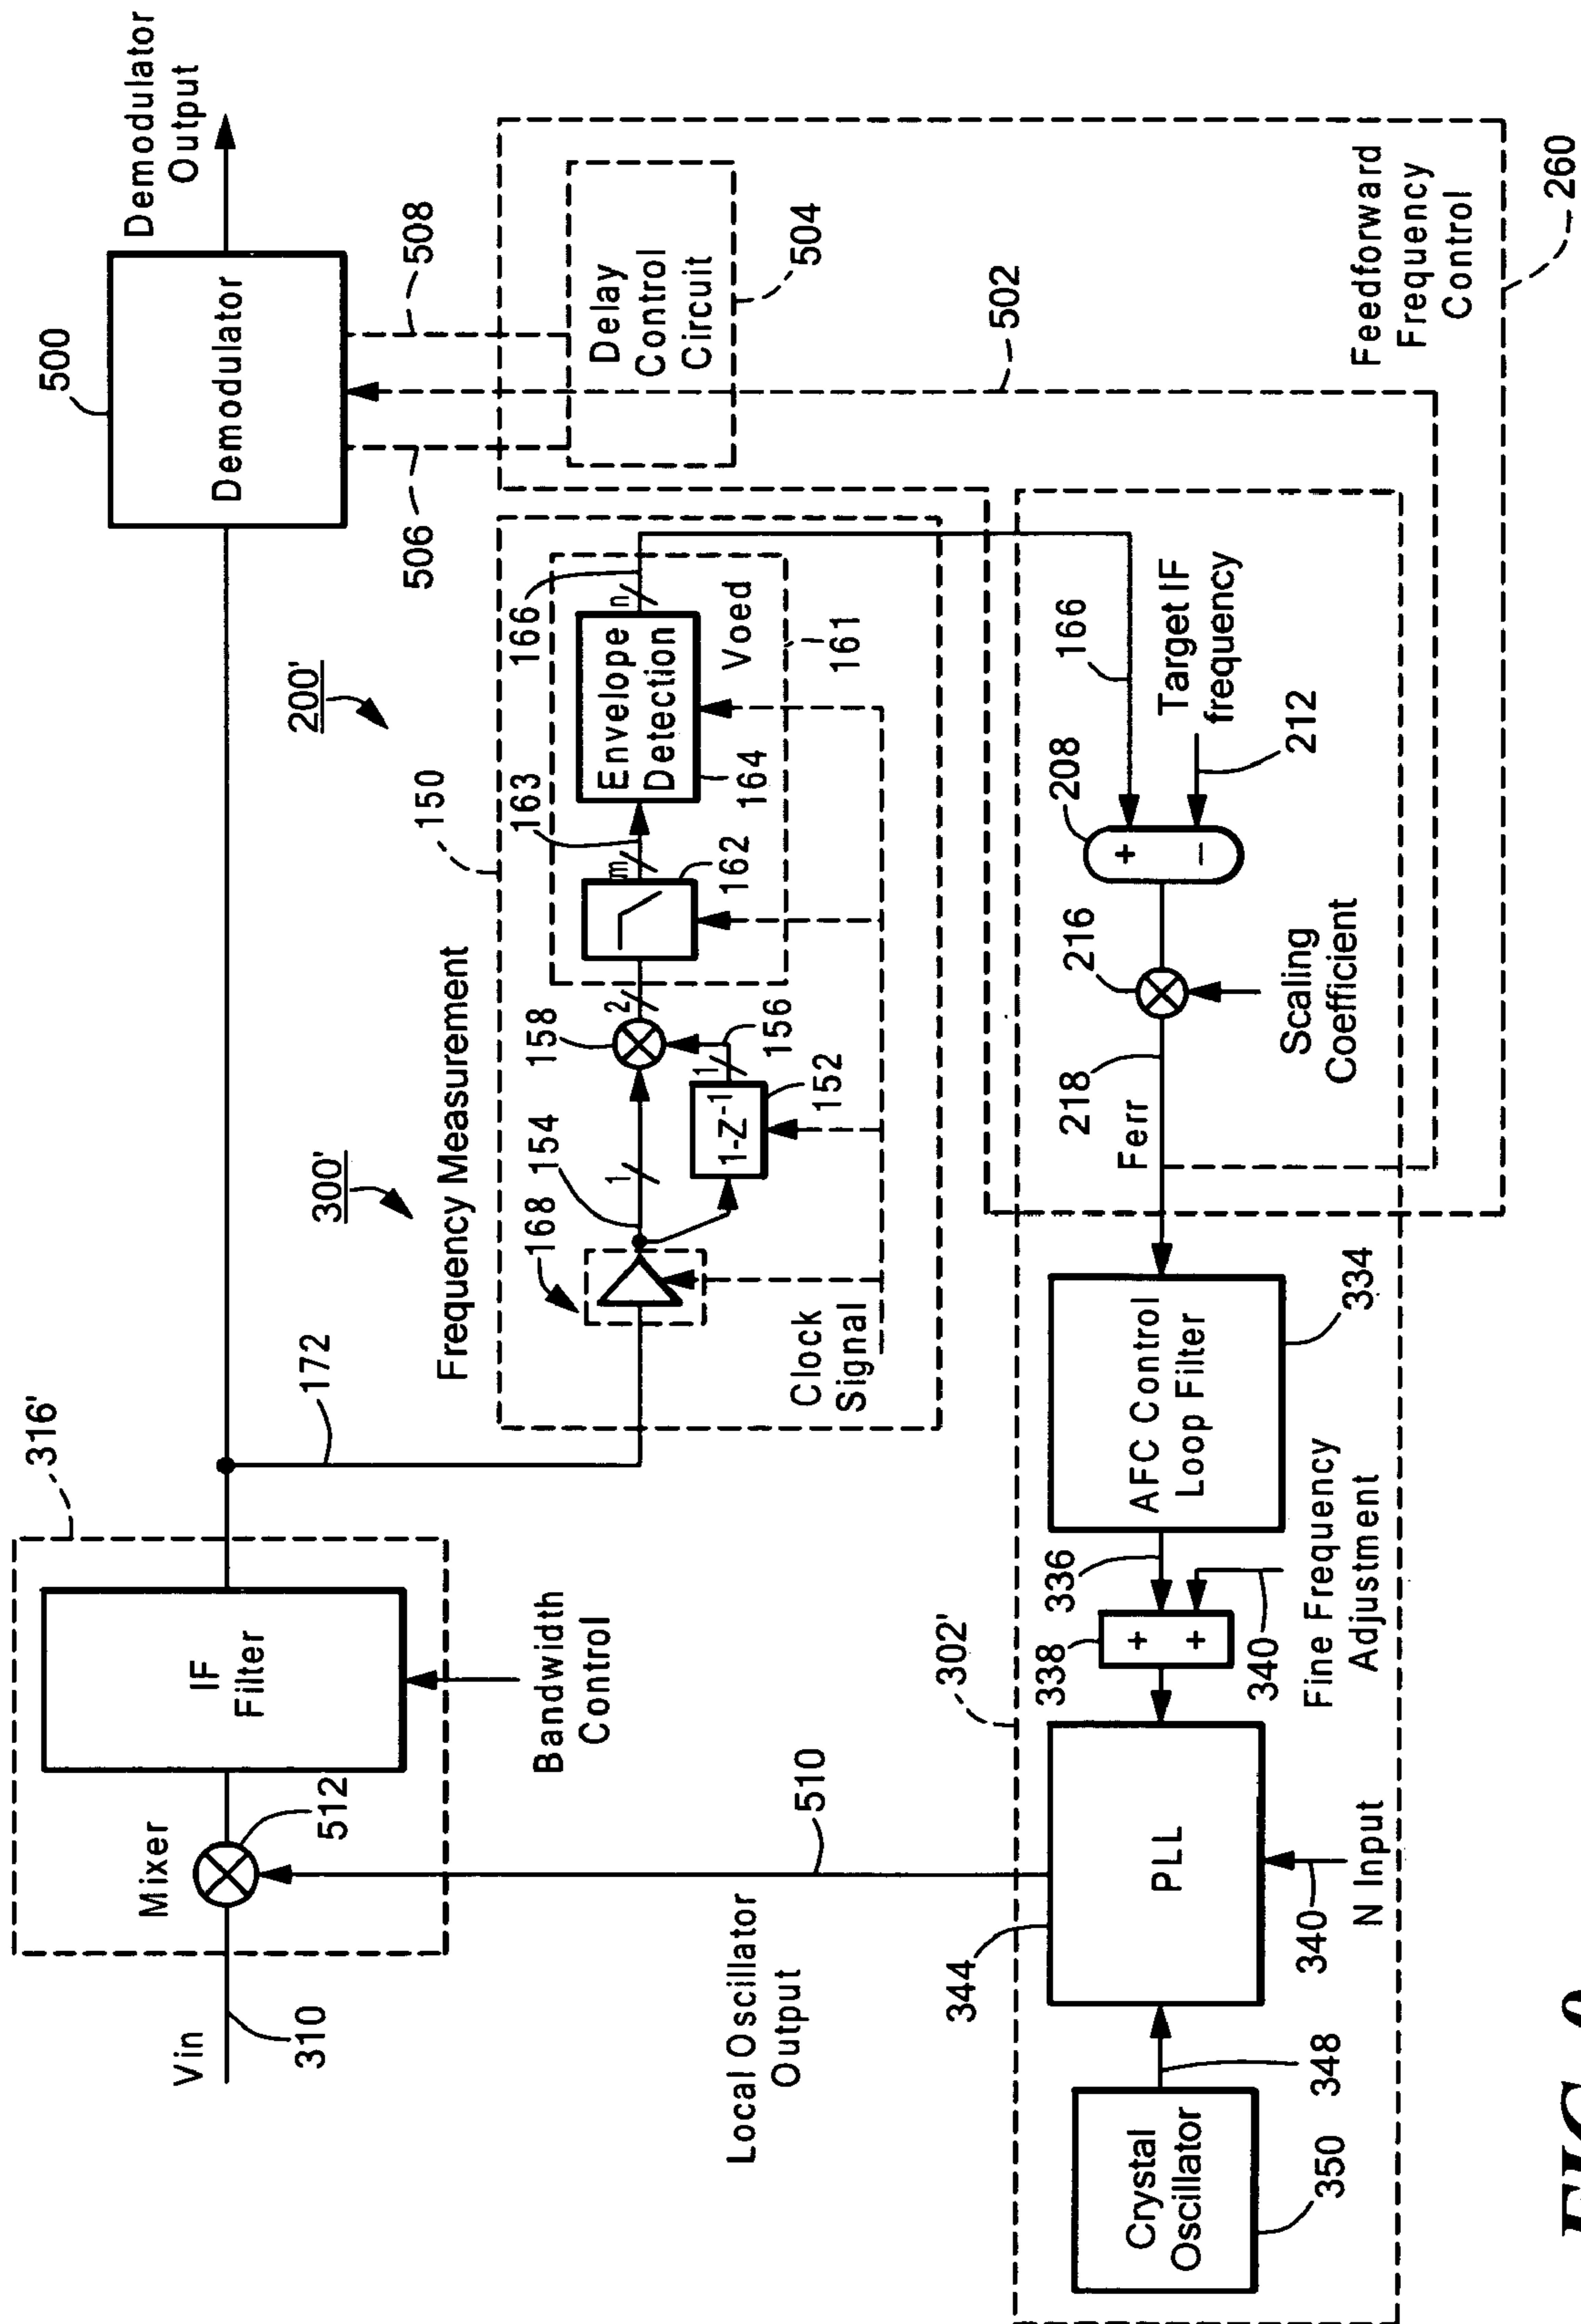 Demodulator
Output
500
Demodulator
508
506
Delay
Control
Circuit
504
502
Feedforward
Frequency
Control
260
200'
300'
316'
IF
Filter
Mixer
512
Vin
310
Bandwidth
Control
172
Frequency Measurement
150
168
154
1
158
2
1
156
1-Z⁻¹
152
162
m
163
Envelope
Detection
164
n
166
Voed
161
Clock
Signal
166
Target IF
frequency
208
+
−
212
216
Scaling
Coefficient
218
Ferr
334
AFC Control
Loop Filter
336
338
+
+
340
Fine Frequency
Adjustment
302'
510
Local Oscillator
Output
344
PLL
340
N Input
348
Crystal
Oscillator
350